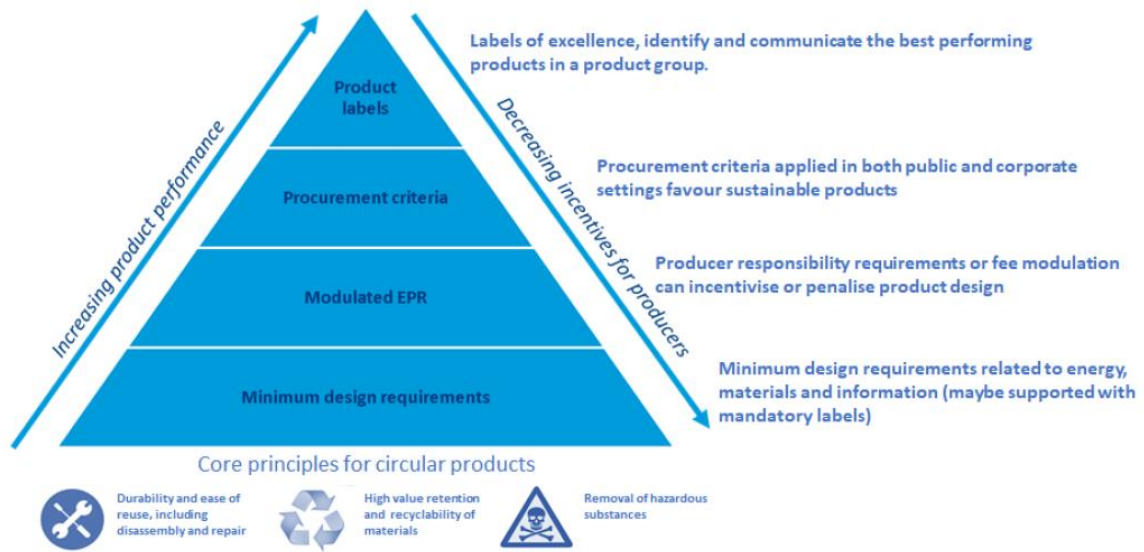 Labels of excellence, identify and communicate the best performing
products in a product group.
Product
labels
Increasing product performance
Decreasing incentives for producers
Procurement criteria applied in both public and corporate
settings favour sustainable products
Procurement criteria
Producer responsibility requirements or fee modulation
can incentivise or penalise product design
Modulated EPR
Minimum design requirements related to energy,
materials and information (maybe supported with
mandatory labels)
Minimum design requirements
Core principles for circular products
Durability and ease of
reuse, including
disassembly and repair
High value retention
and recyclability of
materials
Removal of hazardous
substances